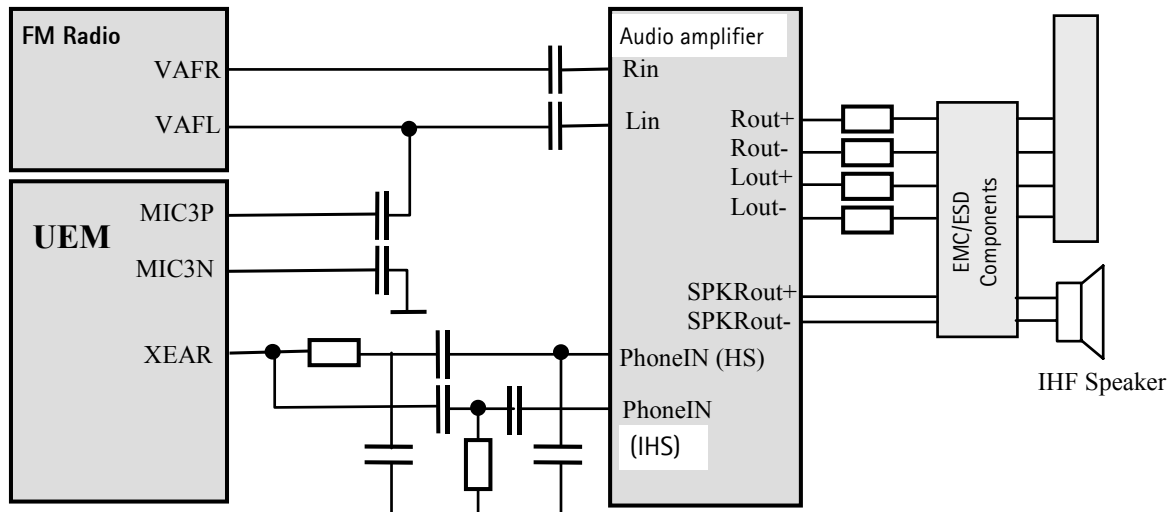 FM Radio
VAFR
VAFL
UEM
MIC3P
MIC3N
XEAR
Audio amplifier
Rin
Lin
Rout+
Rout-
Lout+
Lout-
SPKRout+
SPKRout-
PhoneIN (HS)
PhoneIN
(IHS)
EMC/ESD
Components
IHF Speaker